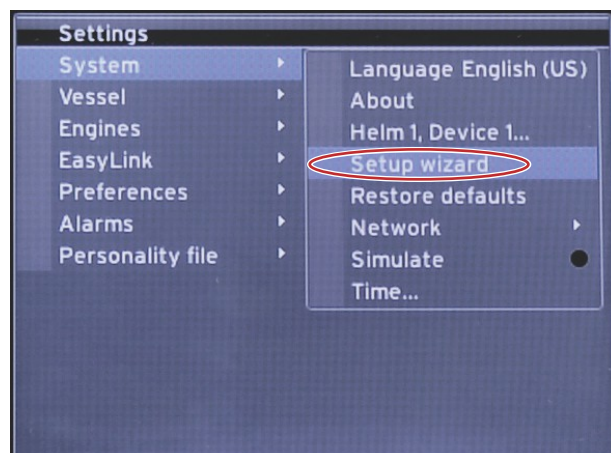 Settings
System
Vessel
Engines
EasyLink
Preferences
Alarms
Personality file
Language English (US)
About
Helm 1, Device 1...
Setup wizard
Restore defaults
Network
Simulate
Time...